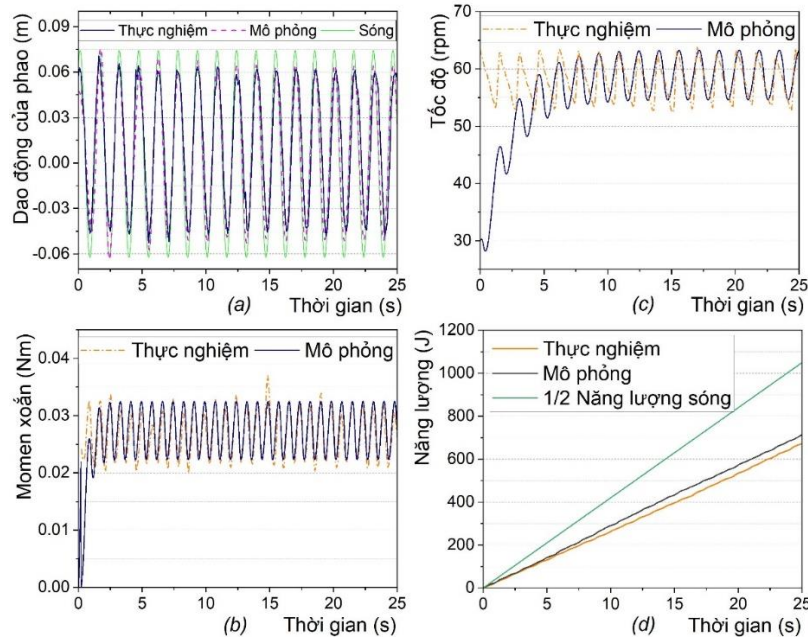 Dao động của phao (m)
Thực nghiệm Mô phỏng Sóng
0.09
0.06
0.03
0.00
-0.03
-0.06
0 5 10 15 20 25
(a) Thời gian (s)
Tốc độ (rpm)
Thực nghiệm Mô phỏng
70
60
50
40
30
0 5 10 15 20 25
(c) Thời gian (s)
Momen xoắn (Nm)
Thực nghiệm Mô phỏng
0.04
0.03
0.02
0.01
0.00
0 5 10 15 20 25
(b) Thời gian (s)
Năng lượng (J)
Thực nghiệm
Mô phỏng
1/2 Năng lượng sóng
1200
1000
800
600
400
200
0
0 5 10 15 20 25
(d) Thời gian (s)